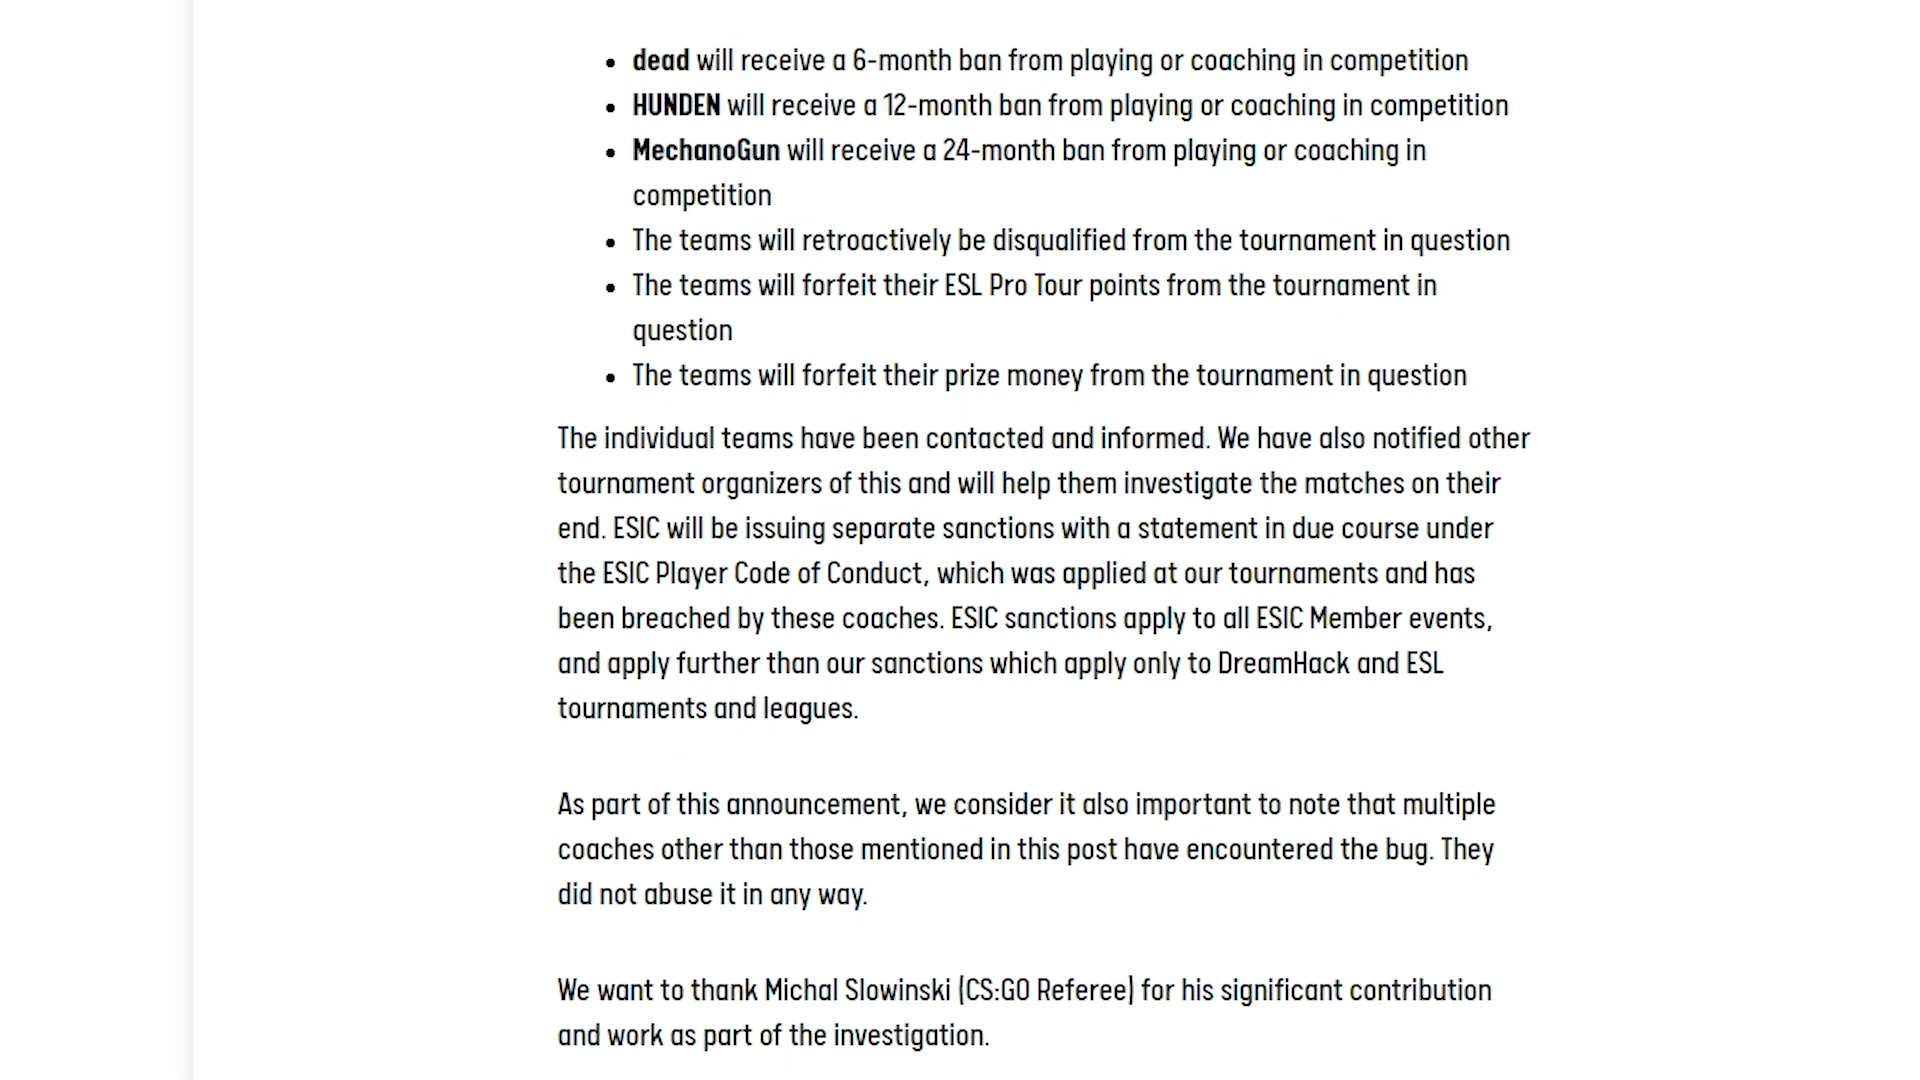 dead will receive a 6-month ban from playing or coaching in competition
HUNDEN will receive a 12-month ban from playing or coaching in competition
MechanoGun will receive a 24-month ban from playing or coaching in
competition
The teams will retroactively be disqualified from the tournament in question
The teams will forfeit their ESL Pro Tour points from the tournament in
question
The teams will forfeit their prize money from the tournament in question
The individual teams have been contacted and informed. We have also notified other
tournament organizers of this and will help them investigate the matches on their
end. ESIC will be issuing separate sanctions with a statement in due course under
the ESIC Player Code of Conduct, which was applied at our tournaments and has
been breached by these coaches. ESIC sanctions apply to all ESIC Member events,
and apply further than our sanctions which apply only to DreamHack and ESL
tournaments and leagues.
As part of this announcement, we consider it also important to note that multiple
coaches other than those mentioned in this post have encountered the bug. They
did not abuse it in any way.
We want to thank Michal Slowinski (CS:GO Referee) for his significant contribution
and work as part of the investigation.